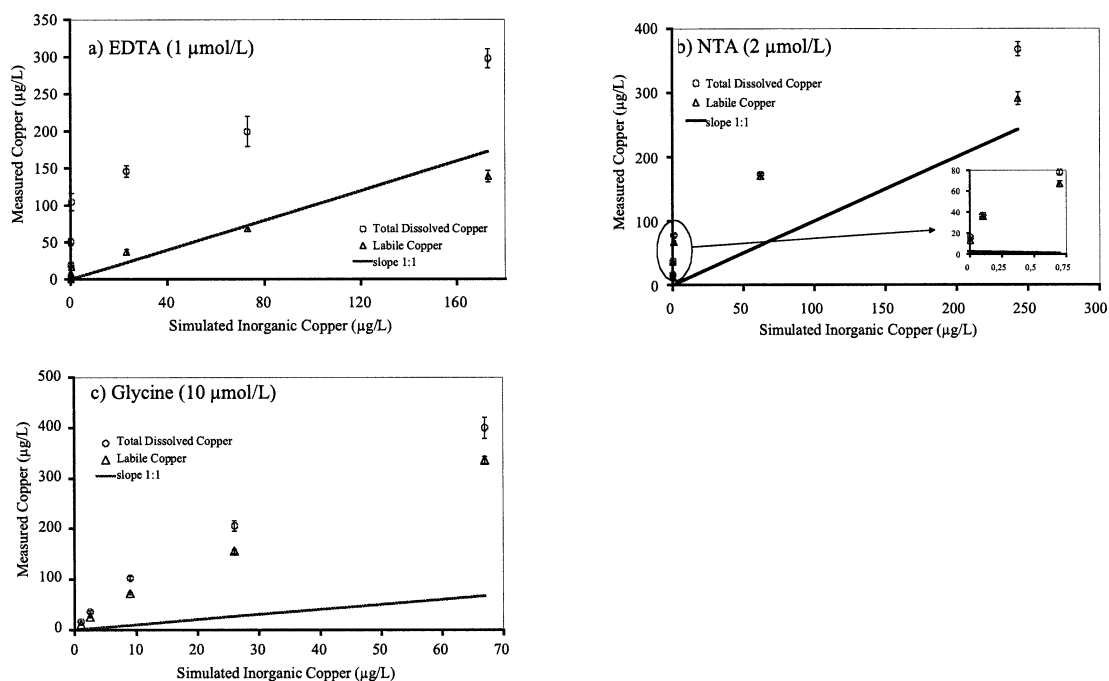 a) EDTA (1 µmol/L)
Measured Copper (µg/L)
350
300
250
200
150
100
50
0
Total Dissolved Copper
Labile Copper
slope 1:1
0 40 80 120 160
Simulated Inorganic Copper (µg/L)
b) NTA (2 µmol/L)
Measured Copper (µg/L)
400
300
200
100
0
Total Dissolved Copper
Labile Copper
slope 1:1
80
60
40
20
0
0 0,25 0,5 0,75
0 50 100 150 200 250 300
Simulated Inorganic Copper (µg/L)
c) Glycine (10 µmol/L)
Measured Copper (µg/L)
500
400
300
200
100
0
Total Dissolved Copper
Labile Copper
slope 1:1
0 10 20 30 40 50 60 70
Simulated Inorganic Copper (µg/L)